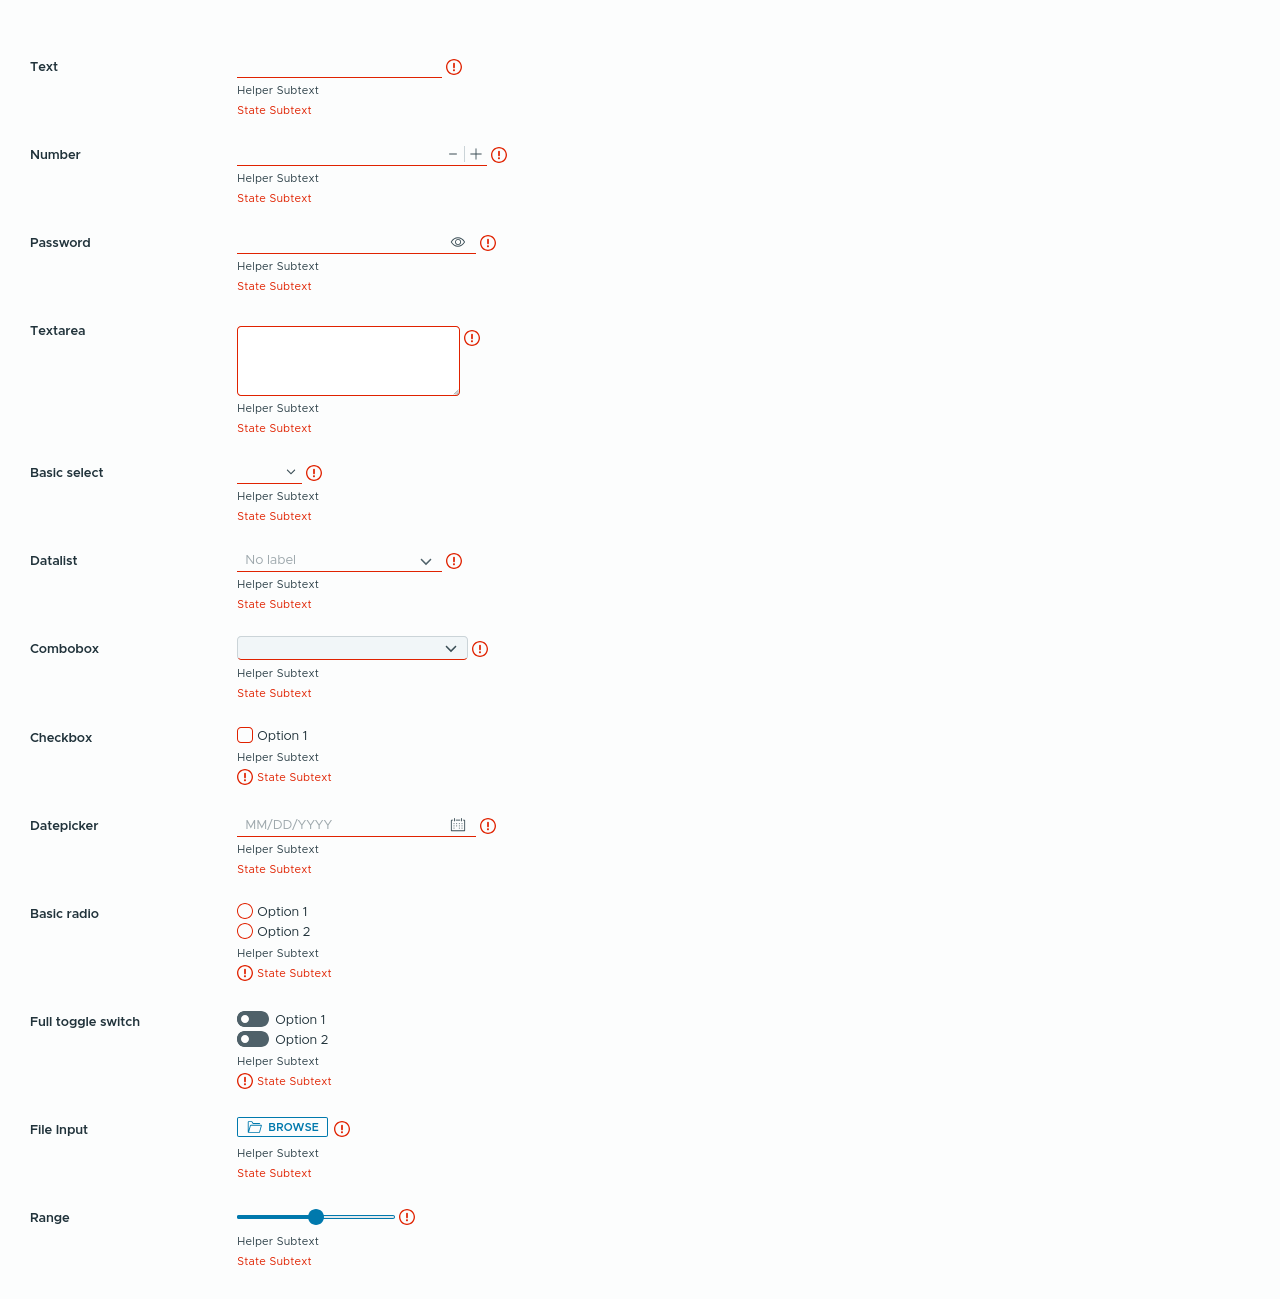 Text
Helper Subtext
State Subtext
Number
Helper Subtext
State Subtext
Password
Helper Subtext
State Subtext
Textarea
Helper Subtext
State Subtext
Basic select
Helper Subtext
State Subtext
Datalist
No label
Helper Subtext
State Subtext
Combobox
Helper Subtext
State Subtext
Checkbox
Option 1
Helper Subtext
State Subtext
Datepicker
MM/DD/YYYY
Helper Subtext
State Subtext
Basic radio
Option 1
Option 2
Helper Subtext
State Subtext
Full toggle switch
Option 1
Option 2
Helper Subtext
State Subtext
File Input
BROWSE
Helper Subtext
State Subtext
Range
Helper Subtext
State Subtext